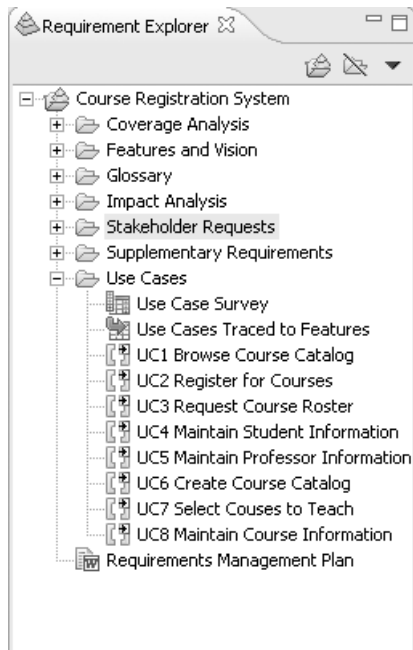 Requirement Explorer
Course Registration System
Coverage Analysis
Features and Vision
Glossary
Impact Analysis
Stakeholder Requests
Supplementary Requirements
Use Cases
Use Case Survey
Use Cases Traced to Features
UC1 Browse Course Catalog
UC2 Register for Courses
UC3 Request Course Roster
UC4 Maintain Student Information
UC5 Maintain Professor Information
UC6 Create Course Catalog
UC7 Select Couses to Teach
UC8 Maintain Course Information
Requirements Management Plan